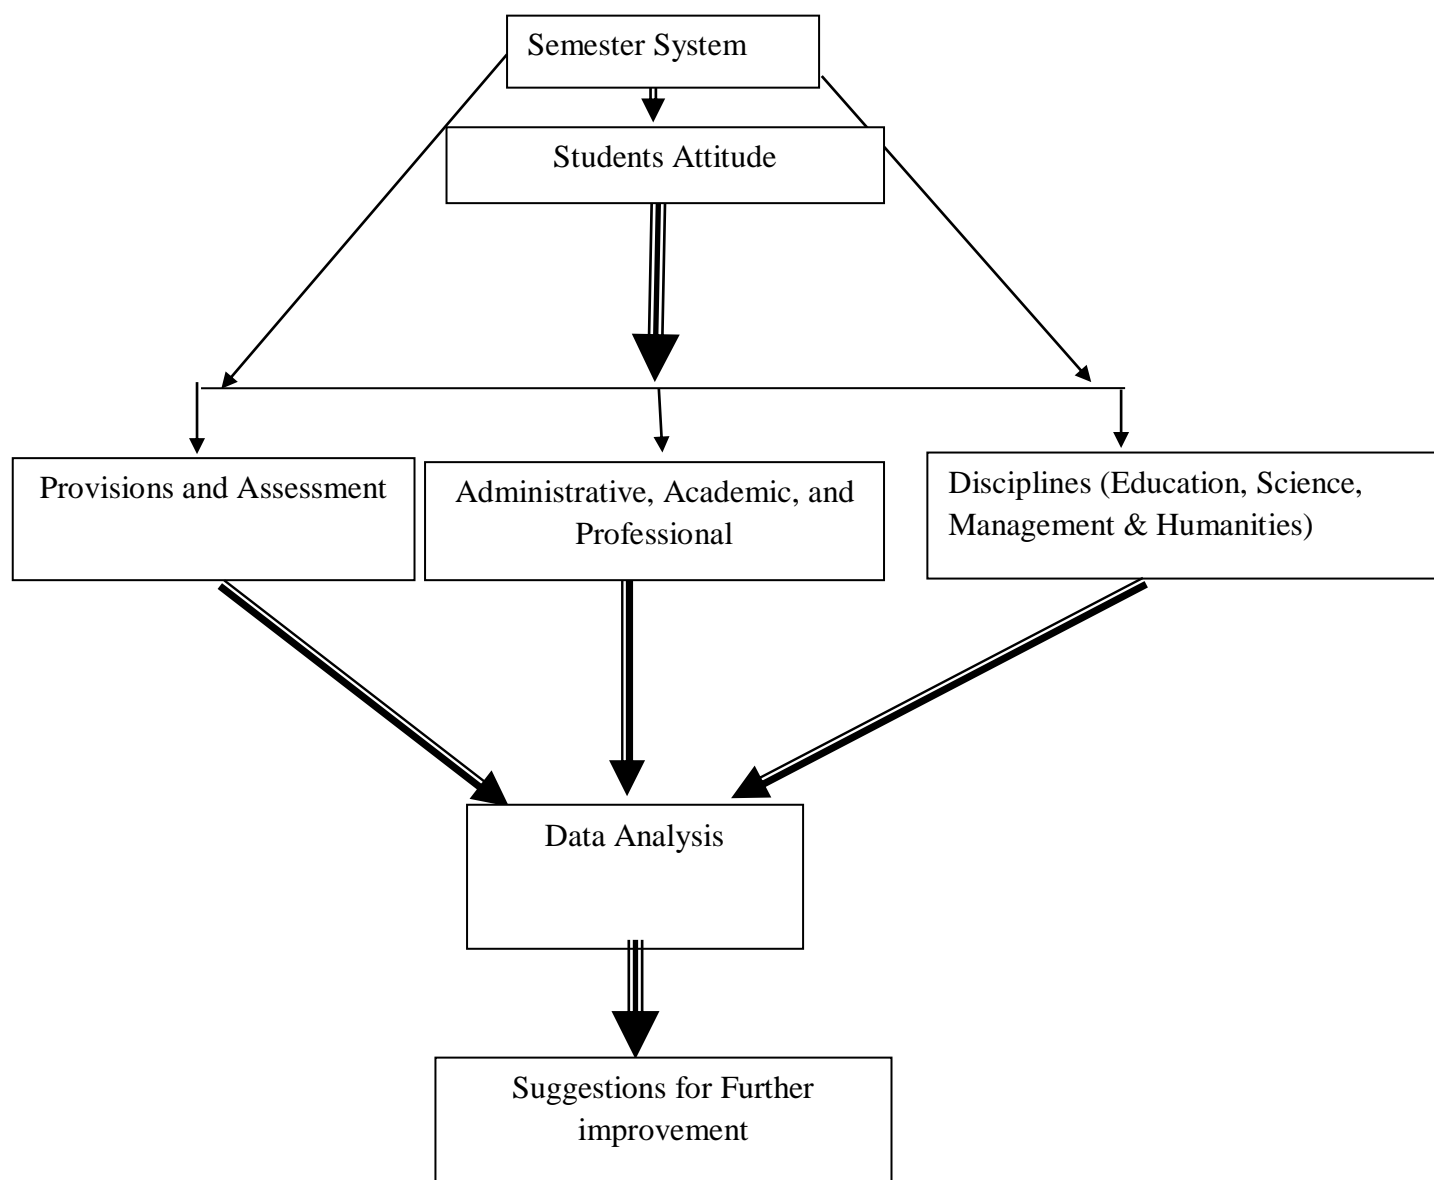 Semester System
Students Attitude
Provisions and Assessment
Administrative, Academic, and
Professional
Disciplines (Education, Science,
Management & Humanities)
Data Analysis
Suggestions for Further
improvement